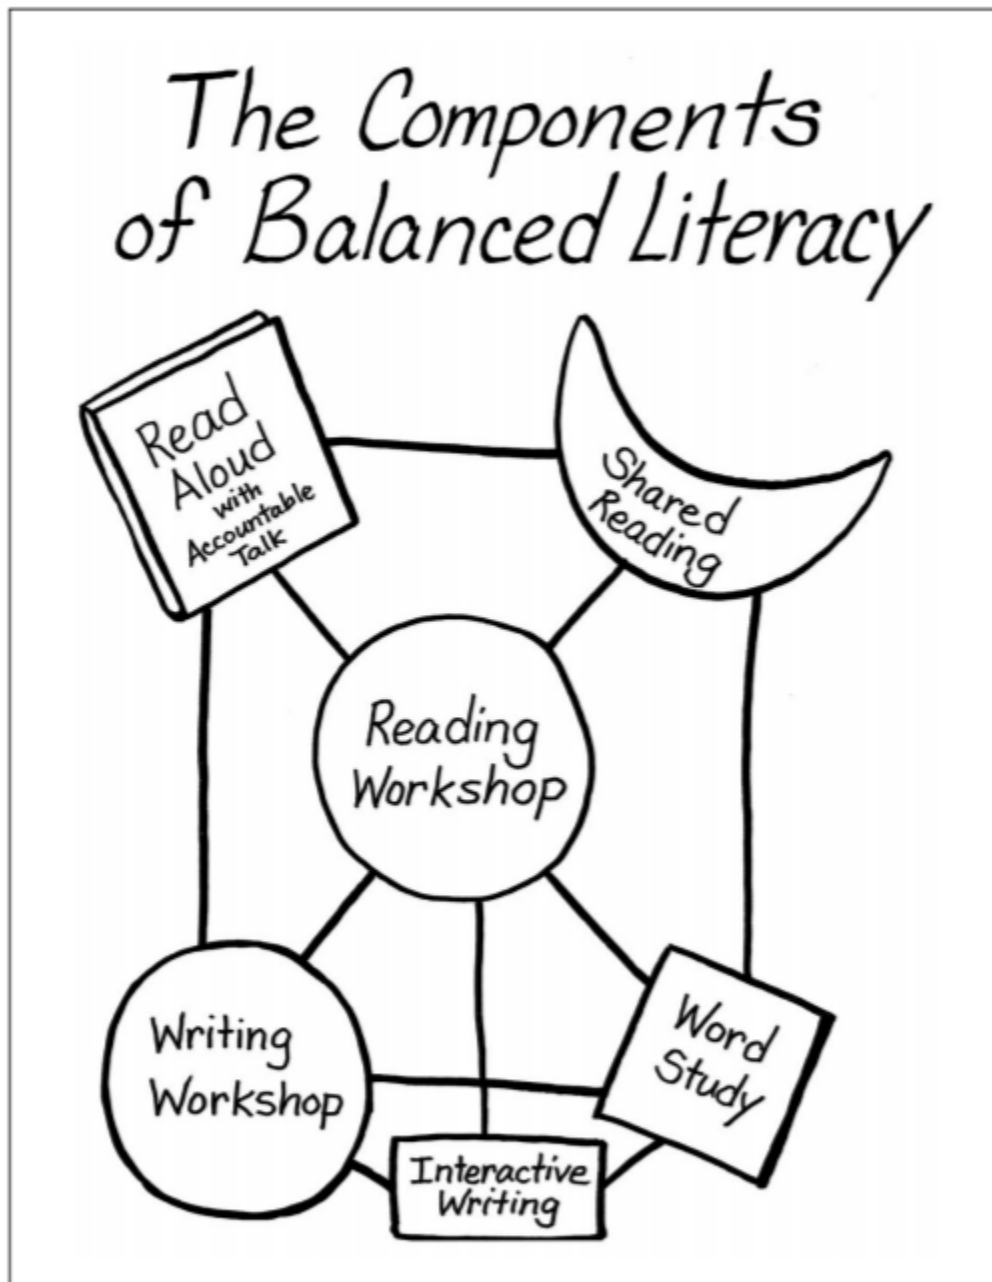 The Components
of Balanced Literacy
Read
Aloud
with
Accountable
Talk
Shared
Reading
Reading
Workshop
Writing
Workshop
Word
Study
Interactive
Writing